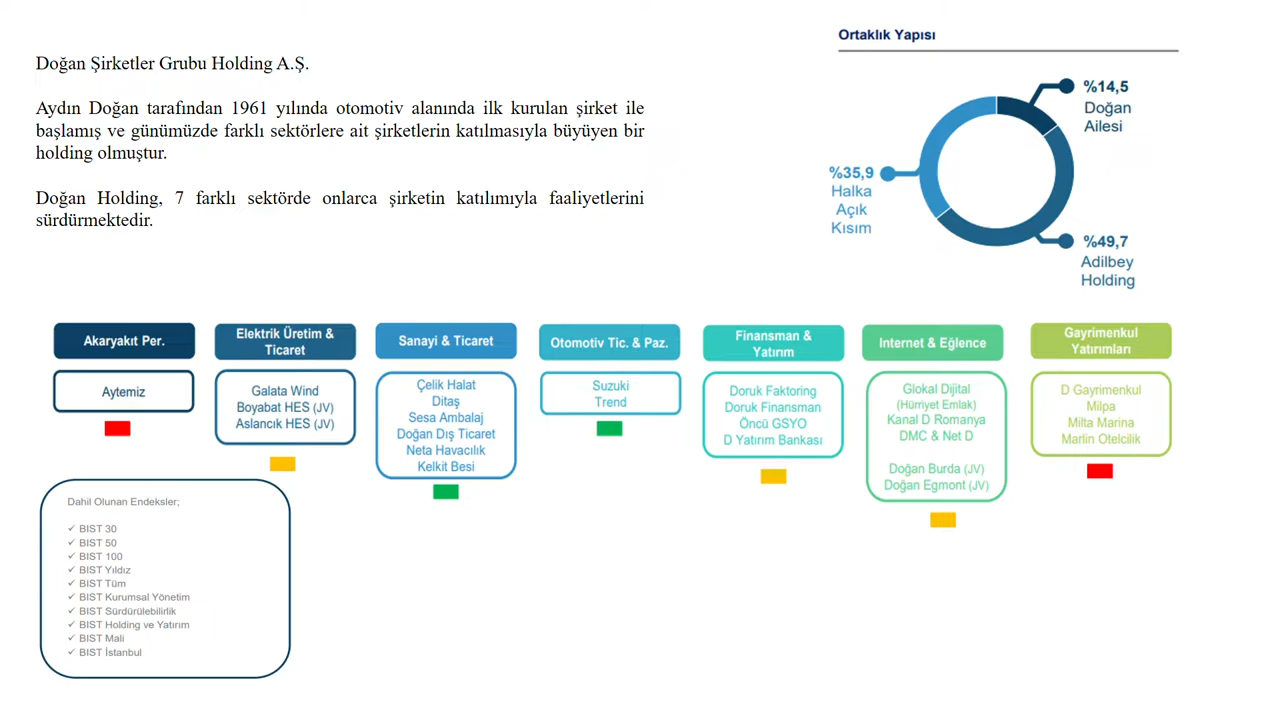 Ortaklık Yapısı
Doğan Şirketler Grubu Holding A.Ş.
Aydın Doğan tarafından 1961 yılında otomotiv alanında ilk kurulan şirket ile
başlamış ve günümüzde farklı sektörlere ait şirketlerin katılmasıyla büyüyen bir
holding olmuştur.
Doğan Holding, 7 farklı sektörde onlarca şirketin katılımıyla faaliyetlerini
sürdürmektedir.
%14,5
Doğan
Ailesi
%35,9
Halka
Açık
Kısım
%49,7
Adilbey
Holding
Akaryakıt Per.
Aytemiz
Elektrik Üretim &
Ticaret
Galata Wind
Boyabat HES (JV)
Aslancık HES (JV)
Sanayi & Ticaret
Çelik Halat
Ditaş
Sesa Ambalaj
Doğan Dış Ticaret
Neta Havacılık
Kelkit Besi
Otomotiv Tic. & Paz.
Suzuki
Trend
Finansman &
Yatırım
Doruk Faktoring
Doruk Finansman
Öncü GSYO
D Yatırım Bankası
Internet & Eğlence
Glokal Dijital
(Hürriyet Emlak)
Kanal D Romanya
DMC & Net D
Doğan Burda (JV)
Doğan Egmont (JV)
Gayrimenkul
Yatırımları
D Gayrimenkul
Milpa
Milta Marina
Marlin Otelcilik
Dahil Olunan Endeksler;
✓ BIST 30
✓ BIST 50
✓ BIST 100
✓ BIST Yıldız
✓ BIST Tüm
✓ BIST Kurumsal Yönetim
✓ BIST Sürdürülebilirlik
✓ BIST Holding ve Yatırım
✓ BIST Mali
✓ BIST İstanbul